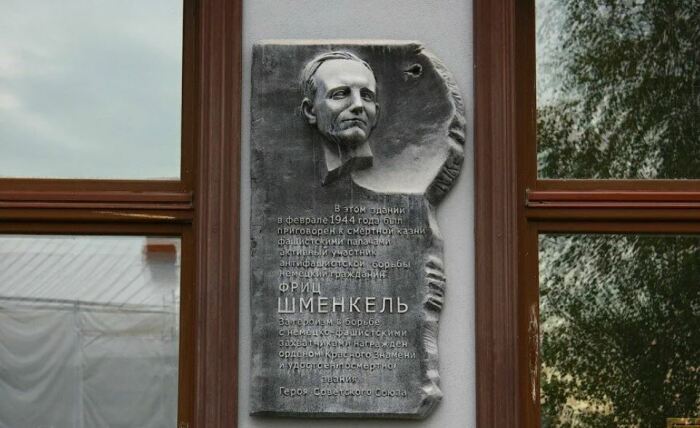 В этом здании
в феврале 1944 года был
приговорен к смертной казни
фашистскими палачами
активный участник
антифашистской борьбы
немецкий гражданин
ФРИЦ
ШМЕНКЕЛЬ
За героизм в борьбе
с немецко-фашистскими
захватчиками награжден
орденом Красного Знамени
и удостоен посмертно
звания
Героя Советского Союза